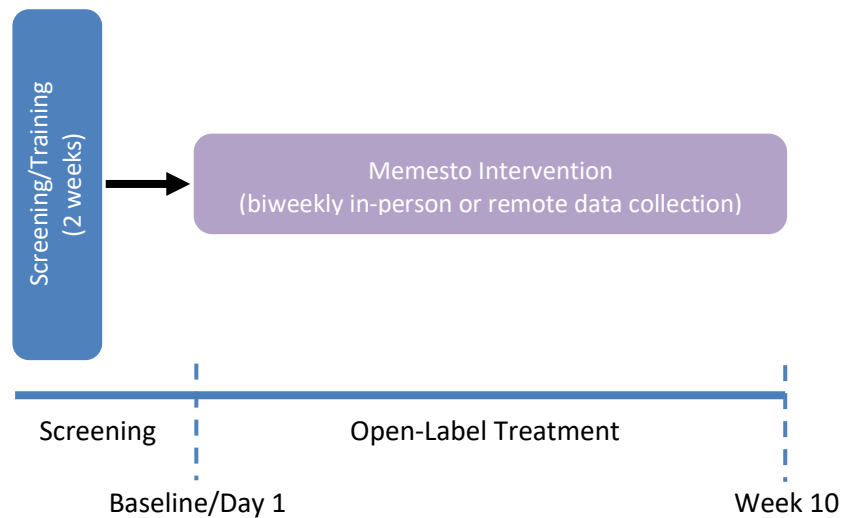 Screening/Training
(2 weeks)
Memesto Intervention
(biweekly in-person or remote data collection)
Screening
Open-Label Treatment
Baseline/Day 1
Week 10